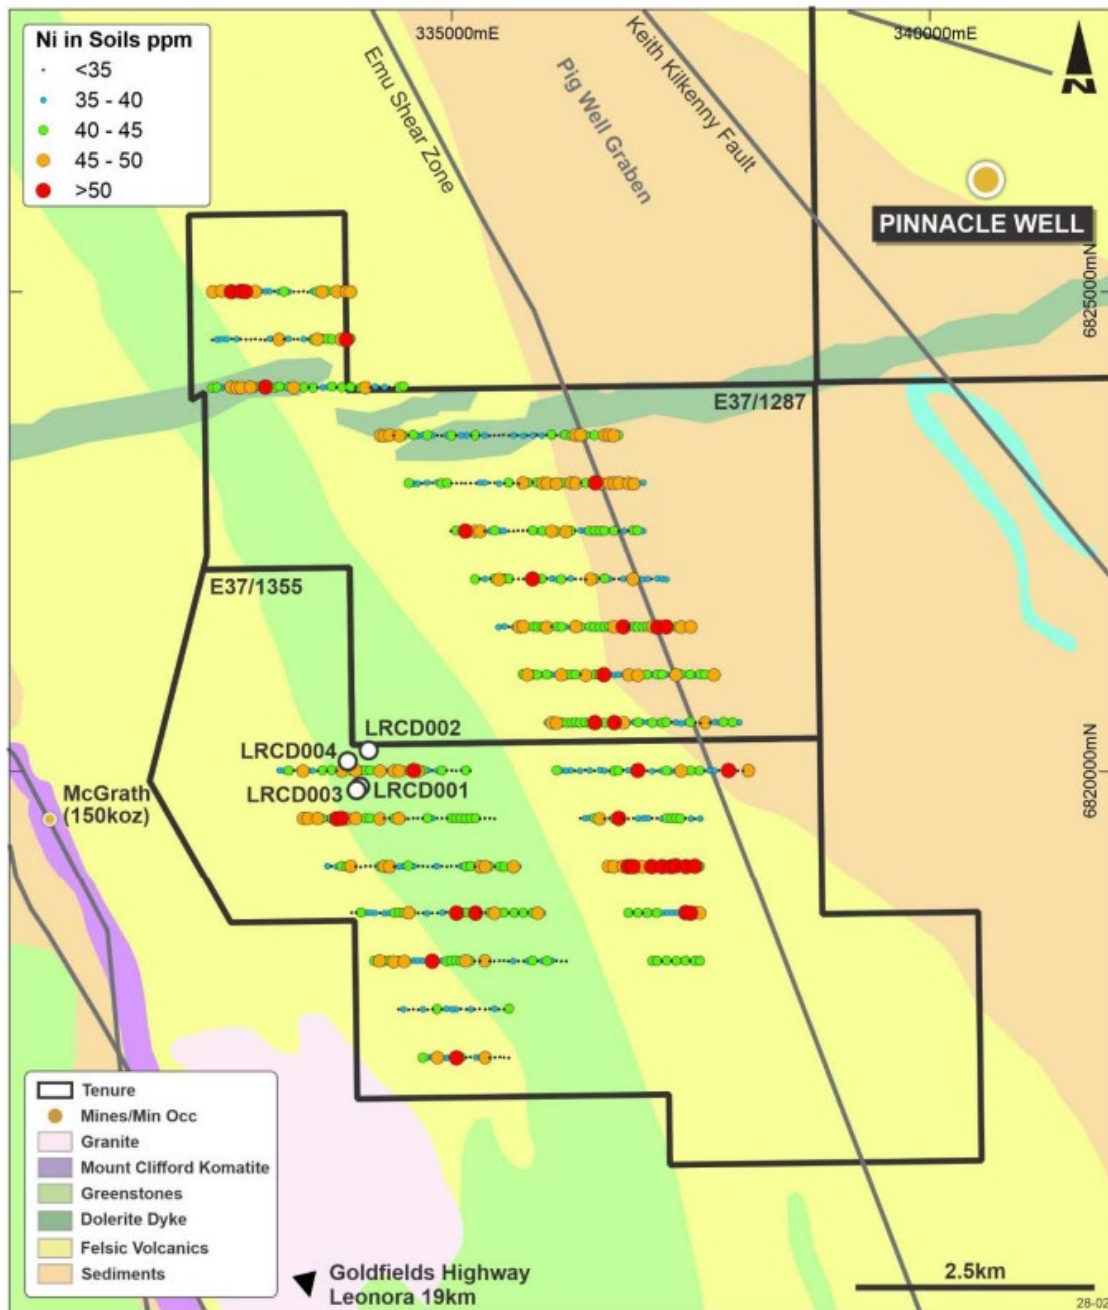 Ni in Soils ppm
<35
35 - 40
40 - 45
45 - 50
>50
335000mE
340000mE
N
Emu Shear Zone
Pig Well Graben
Keith Kilkenny Fault
PINNACLE WELL
6825000mN
E37/1287
E37/1355
LRCD002
LRCD004
LRCD003
LRCD001
6820000mN
McGrath
(150koz)
Tenure
Mines/Min Occ
Granite
Mount Clifford Komatite
Greenstones
Dolerite Dyke
Felsic Volcanics
Sediments
Goldfields Highway
Leonora 19km
2.5km
28-02